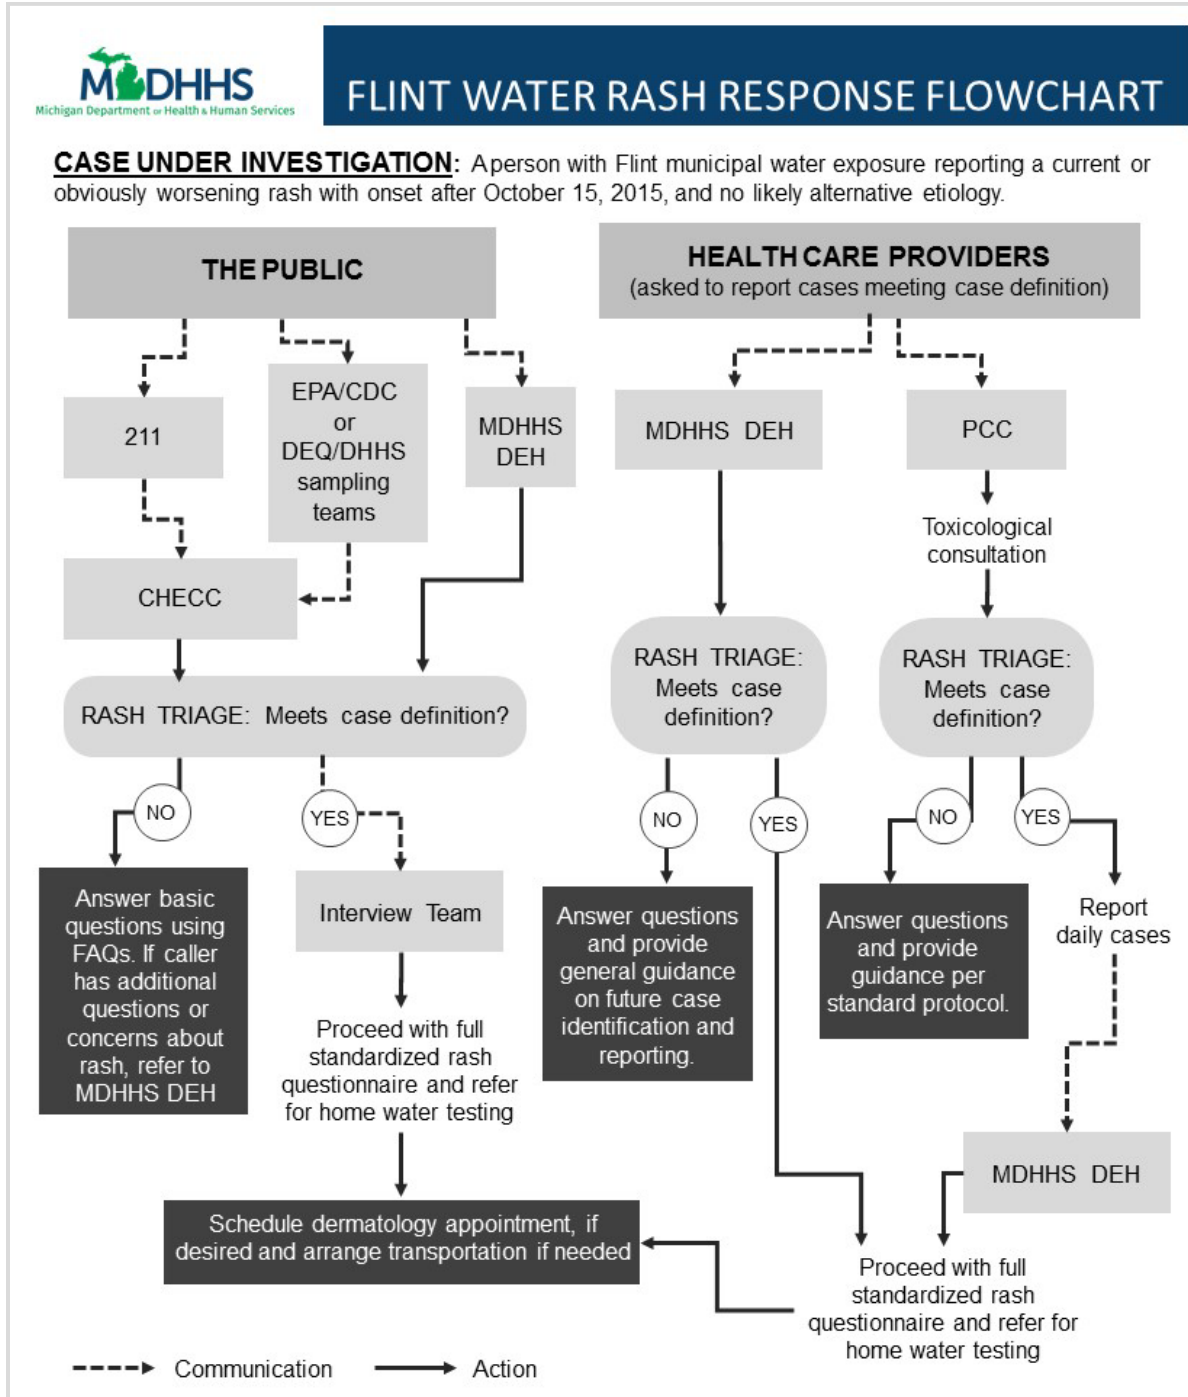 MDHHS
Michigan Department or Health & Human Services
FLINT WATER RASH RESPONSE FLOWCHART
CASE UNDER INVESTIGATION: A person with Flint municipal water exposure reporting a current or
obviously worsening rash with onset after October 15, 2015, and no likely alternative etiology.
THE PUBLIC
HEALTH CARE PROVIDERS
(asked to report cases meeting case definition)
211
EPA/CDC
or
DEQ/DHHS
sampling
teams
MDHHS
DEH
MDHHS DEH
PCC
Toxicological
consultation
CHECC
RASH TRIAGE: Meets case definition?
RASH TRIAGE:
Meets case
definition?
RASH TRIAGE:
Meets case
definition?
NO
YES
NO
YES
NO
YES
Answer basic
questions using
FAQs. If caller
has additional
questions or
concerns about
rash, refer to
MDHHS DEH
Interview Team
Proceed with full
standardized rash
questionnaire and refer
for home water testing
Answer questions
and provide
general guidance
on future case
identification and
reporting.
Answer questions
and provide
guidance per
standard protocol.
Report
daily cases
MDHHS DEH
Schedule dermatology appointment, if
desired and arrange transportation if needed
Proceed with full
standardized rash
questionnaire and refer for
home water testing
Communication
Action